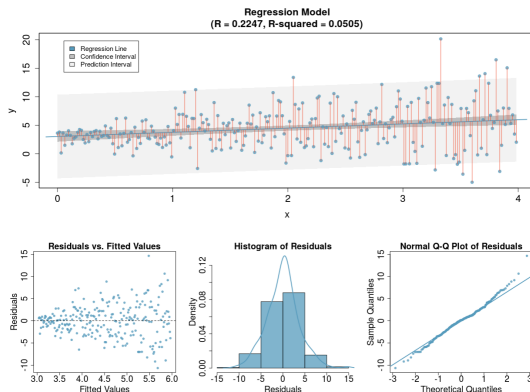 Regression Model
(R = 0.2247, R-squared = 0.0505)
Regression Line
Confidence Interval
Prediction Interval
y
20
15
10
5
0
-5
0 1 2 3 4
x
Residuals vs. Fitted Values
Residuals
15
10
5
0
-5
-10
3.0 3.5 4.0 4.5 5.0 5.5 6.0
Fitted Values
Histogram of Residuals
Density
0.12
0.08
0.04
0.00
-15 -10 -5 0 5 10 15
Residuals
Normal Q-Q Plot of Residuals
Sample Quantiles
15
10
5
0
-5
-10
-3 -2 -1 0 1 2 3
Theoretical Quantiles